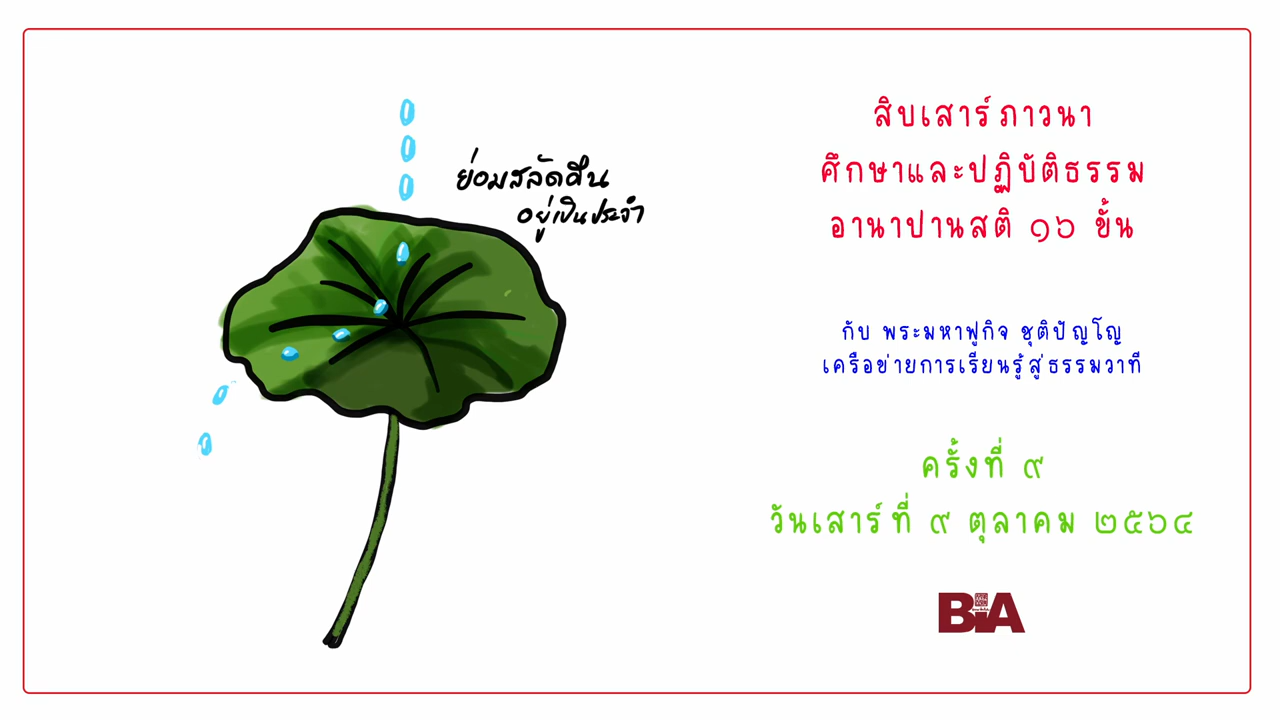 ย่อมสลัดคืน
อยู่เป็นประจำ
สิบเสาร์ภาวนา
ศึกษาและปฏิบัติธรรม
อานาปานสติ ๑๖ ขั้น
กับ พระมหาฟูกิจ ชุติปัญโญ
เครือข่ายการเรียนรู้สู่ธรรมวาที
ครั้งที่ ๙
วันเสาร์ที่ ๙ ตุลาคม ๒๕๖๔
BIA